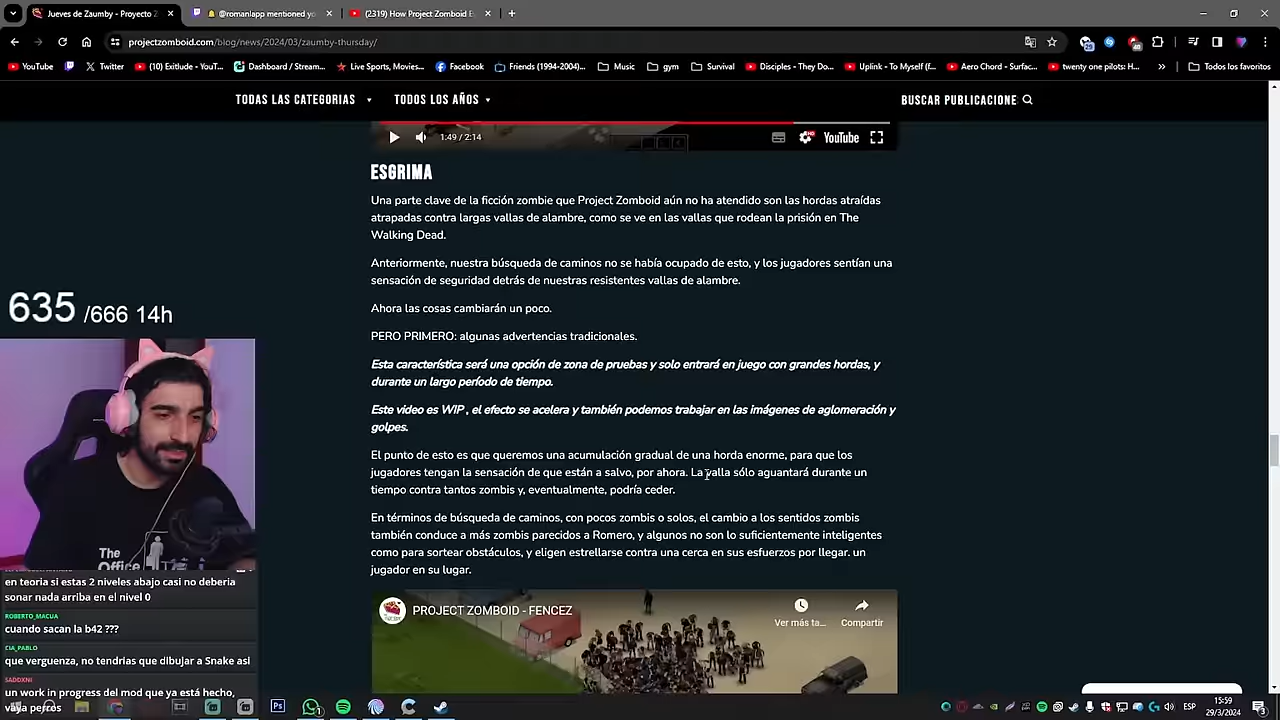 Jueves de Zaumby - Proyecto Z
@romanlapp mentioned yo
(2319) How Project Zomboid E
projectzomboid.com/blog/news/2024/03/zaumby-thursday/
YouTube
Twitter
(10) Exitude - YouT...
Dashboard / Stream...
Live Sports, Movies...
Facebook
Friends (1994-2004)...
Music
gym
Survival
Disciples - They Do...
Uplink - To Myself (f...
Aero Chord - Surfac...
twenty one pilots: H...
Todos los favoritos
TODAS LAS CATEGORIAS
TODOS LOS AÑOS
BUSCAR PUBLICACIONE
1:49 / 2:14
YouTube
ESGRIMA
Una parte clave de la ficción zombie que Project Zomboid aún no ha atendido son las hordas atraídas
atrapadas contra largas vallas de alambre, como se ve en las vallas que rodean la prisión en The
Walking Dead.
Anteriormente, nuestra búsqueda de caminos no se había ocupado de esto, y los jugadores sentían una
sensación de seguridad detrás de nuestras resistentes vallas de alambre.
Ahora las cosas cambiarán un poco.
PERO PRIMERO: algunas advertencias tradicionales.
Esta característica será una opción de zona de pruebas y solo entrará en juego con grandes hordas, y
durante un largo período de tiempo.
Este video es WIP , el efecto se acelera y también podemos trabajar en las imágenes de aglomeración y
golpes.
El punto de esto es que queremos una acumulación gradual de una horda enorme, para que los
jugadores tengan la sensación de que están a salvo, por ahora. La valla sólo aguantará durante un
tiempo contra tantos zombis y, eventualmente, podría ceder.
En términos de búsqueda de caminos, con pocos zombis o solos, el cambio a los sentidos zombis
también conduce a más zombis parecidos a Romero, y algunos no son lo suficientemente inteligentes
como para sortear obstáculos, y eligen estrellarse contra una cerca en sus esfuerzos por llegar. un
jugador en su lugar.
PROJECT ZOMBOID - FENCEZ
Ver más ta...
Compartir
635 /666 14h
The
Office
en teoria si estas 2 niveles abajo casi no deberia
sonar nada arriba en el nivel 0
ROBERTO_MACUA
cuando sacan la b42 ???
CIA_PABLO
que verguenza, no tendrias que dibujar a Snake asi
SADDXNI
un work in progress del mod que ya está hecho,
vaya perros
ESP
15:59
29/3/2024